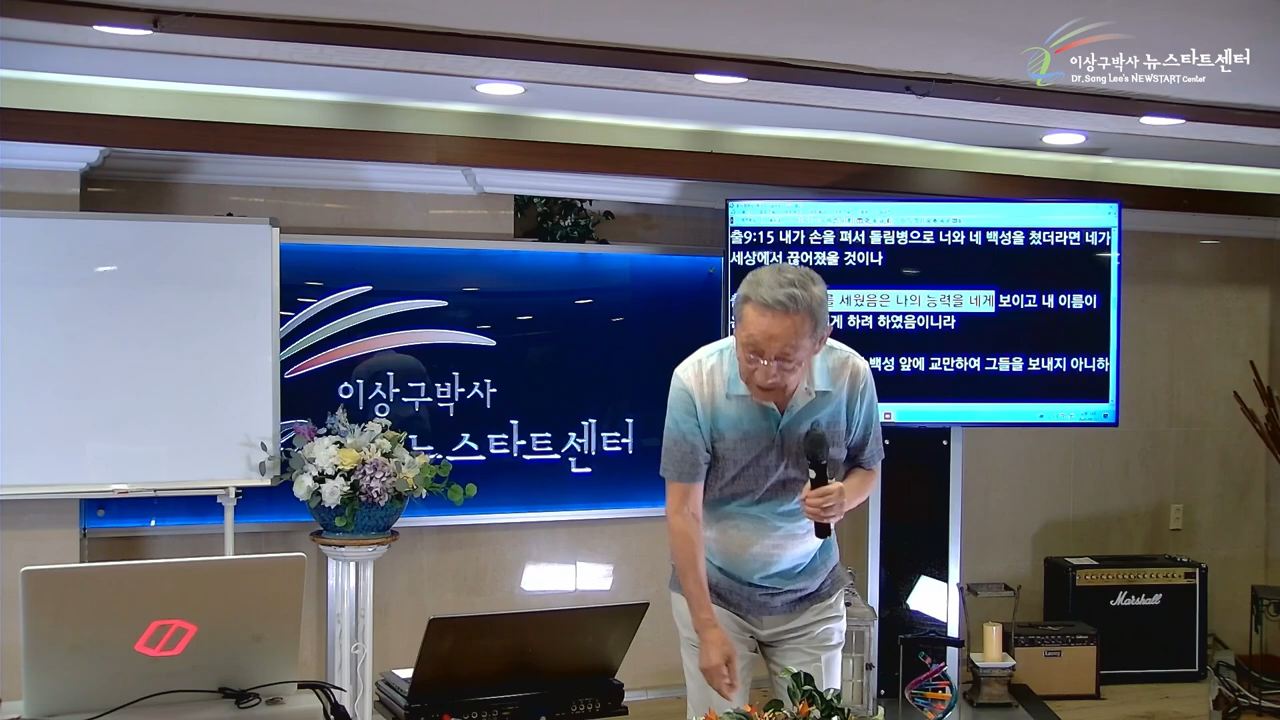 이상구박사 뉴스타트센터
Dr. Sang Lee's NEWSTART Center
출9:15 내가 손을 펴서 돌림병으로 너와 네 백성을 쳤더라면 네가
세상에서 끊어졌을 것이나
세웠음은 나의 능력을 네게 보이고 내 이름이
하려 하였음이니라
백성 앞에 교만하여 그들을 보내지 아니하
이상구박사
뉴스타트센터
Marshall
Laney